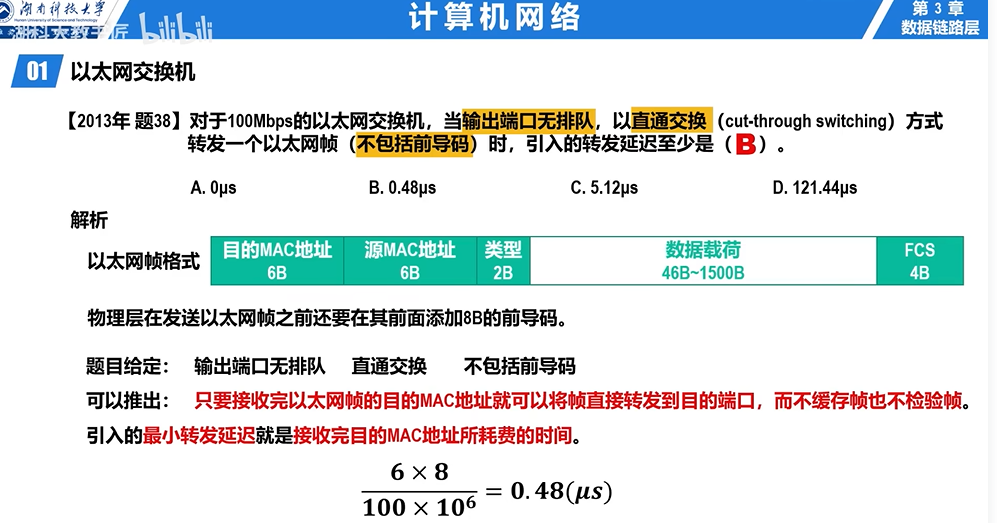 湖南科技大学
Hunan University of Science and Technology
计算机网络
第 3 章
数据链路层
湖科大教书匠 bilibili
01 以太网交换机
【2013年 题38】对于100Mbps的以太网交换机，当输出端口无排队，以直通交换（cut-through switching）方式
转发一个以太网帧（不包括前导码）时，引入的转发延迟至少是（B）。
A. 0μs B. 0.48μs C. 5.12μs D. 121.44μs
解析
以太网帧格式
目的MAC地址 源MAC地址 类型 数据载荷 FCS
6B 6B 2B 46B~1500B 4B
物理层在发送以太网帧之前还要在其前面添加8B的前导码。
题目给定： 输出端口无排队 直通交换 不包括前导码
可以推出： 只要接收完以太网帧的目的MAC地址就可以将帧直接转发到目的端口，而不缓存帧也不检验帧。
引入的最小转发延迟就是接收完目的MAC地址所耗费的时间。
6 × 8
100 × 10⁶ = 0.48(μs)